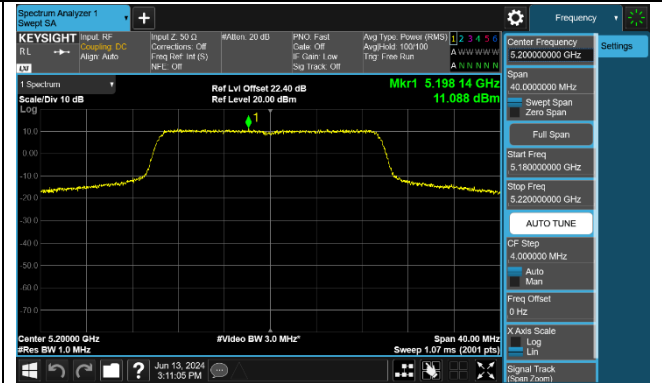 Spectrum Analyzer 1
Swept SA
+
Frequency
KEYSIGHT
RL
LXI
Input: RF
Coupling: DC
Align: Auto
Input Z: 50 Ω
Corrections: Off
Freq Ref: Int (S)
NFE: Off
#Atten: 20 dB
PNO: Fast
Gate: Off
IF Gain: Low
Sig Track: Off
Avg Type: Power (RMS)
Avg|Hold: 100/100
Trig: Free Run
1 2 3 4 5 6
A W W W W W
A N N N N N
1 Spectrum
Scale/Div 10 dB
Log
Ref Lvl Offset 22.40 dB
Ref Level 20.00 dBm
Mkr1 5.198 14 GHz
11.088 dBm
1
10.0
0.00
-10.0
-20.0
-30.0
-40.0
-50.0
-60.0
-70.0
Center 5.20000 GHz
#Res BW 1.0 MHz
#Video BW 3.0 MHz*
Span 40.00 MHz
Sweep 1.07 ms (2001 pts)
Jun 13, 2024
3:11:05 PM
Center Frequency
5.200000000 GHz
Settings
Span
40.0000000 MHz
Swept Span
Zero Span
Full Span
Start Freq
5.180000000 GHz
Stop Freq
5.220000000 GHz
AUTO TUNE
CF Step
4.000000 MHz
Auto
Man
Freq Offset
0 Hz
X Axis Scale
Log
Lin
Signal Track
(Span Zoom)